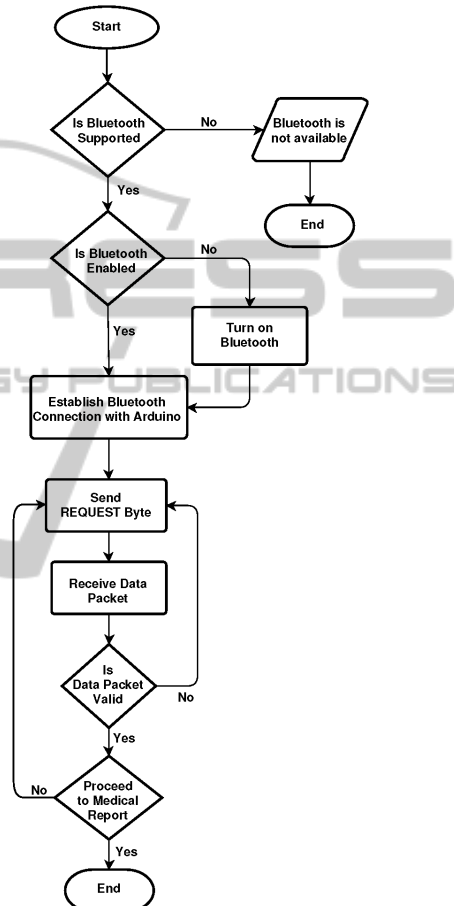 Start
Is Bluetooth
Supported
No
Bluetooth is
not available
Yes
End
Is Bluetooth
Enabled
No
Turn on
Bluetooth
Yes
Establish Bluetooth
Connection with Arduino
Send
REQUEST Byte
Receive Data
Packet
Is
Data Packet
Valid
No
Yes
Proceed
to Medical
Report
No
Yes
End
PUBLICATIONS